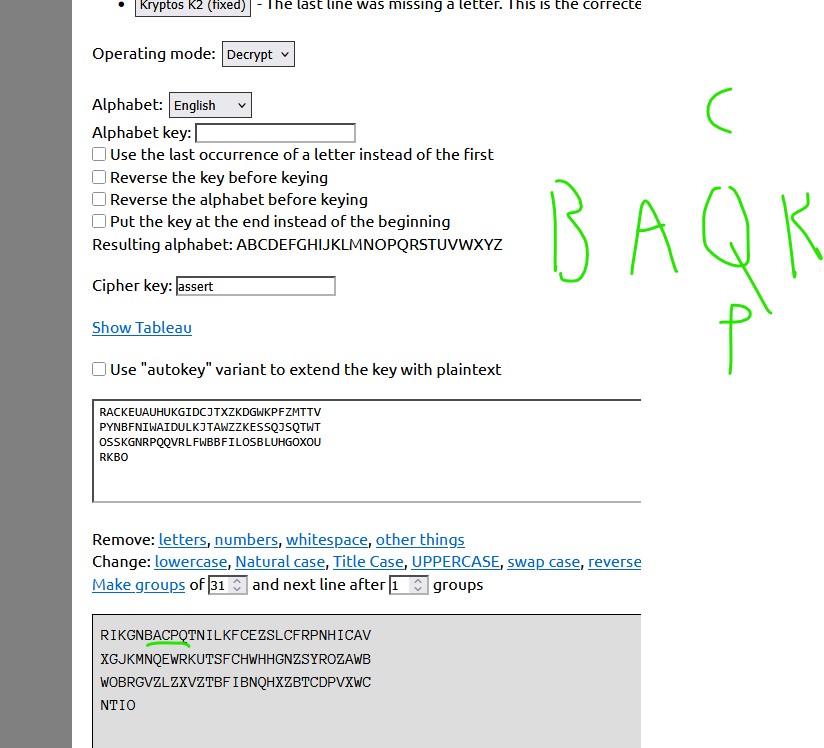 Kryptos K2 (fixed) - The last line was missing a letter. This is the correcte
Operating mode: Decrypt
C
Alphabet: English
Alphabet key:
Use the last occurrence of a letter instead of the first
Reverse the key before keying
Reverse the alphabet before keying
Put the key at the end instead of the beginning
B A Q K
Resulting alphabet: ABCDEFGHIJKLMNOPQRSTUVWXYZ
Cipher key: assert
P
Show Tableau
Use "autokey" variant to extend the key with plaintext
RACKEUAUHUKGIDCJTXZKDGWKPFZMTTV
PYNBFNIWAIDULKJTAWZZKESSQJSQTWT
OSSKGNRPQQVRLFWBBFILOSBLUHGOXOU
RKBO
Remove: letters, numbers, whitespace, other things
Change: lowercase, Natural case, Title Case, UPPERCASE, swap case, reverse
Make groups of 31 and next line after 1 groups
RIKGNBACPQTNILKFCEZSLCFRPNHICAV
XGJKMNQEWRKUTSFCHWHHGNZSYROZAWB
WOBRGVZLZXVZTBFIBNQHXZBTCDPVXWC
NTIO